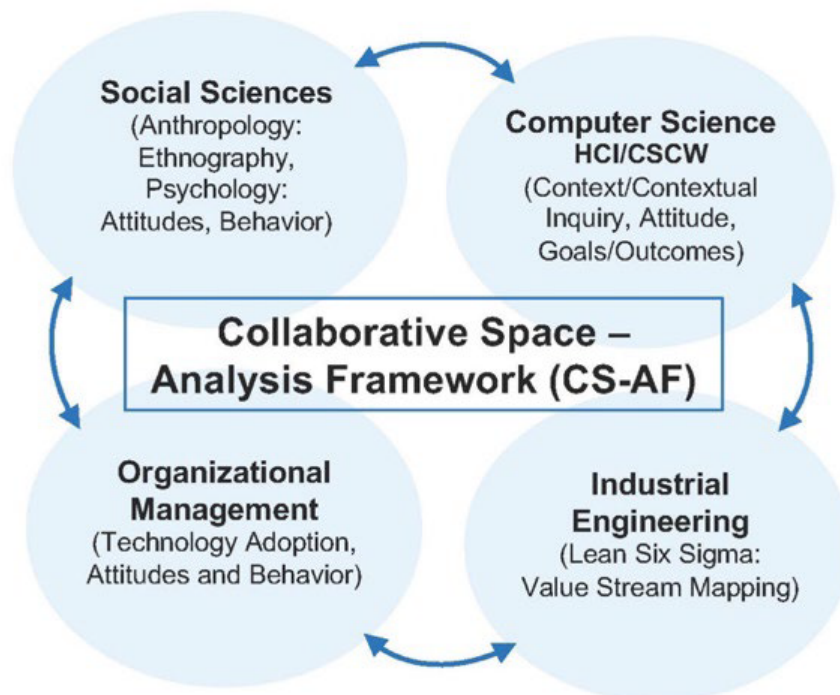 Social Sciences
(Anthropology:
Ethnography,
Psychology:
Attitudes, Behavior)
Computer Science
HCI/CSCW
(Context/Contextual
Inquiry, Attitude,
Goals/Outcomes)
Collaborative Space –
Analysis Framework (CS-AF)
Organizational
Management
(Technology Adoption,
Attitudes and Behavior)
Industrial
Engineering
(Lean Six Sigma:
Value Stream Mapping)